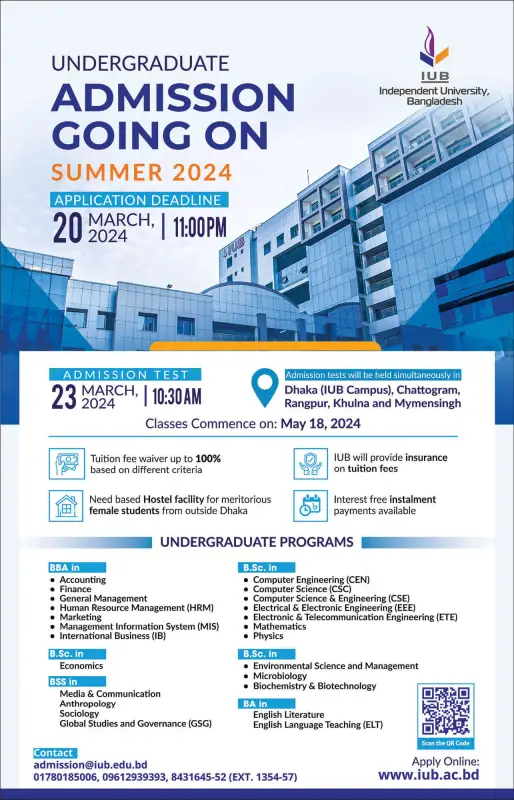 UNDERGRADUATE
ADMISSION
GOING ON
SUMMER 2024
IUB
Independent University,
Bangladesh
APPLICATION DEADLINE
20 MARCH, 2024 | 11:00PM
IUB
ADMISSION TEST
23 MARCH, 2024 | 10:30AM
Admission tests will be held simultaneously in
Dhaka (IUB Campus), Chattogram,
Rangpur, Khulna and Mymensingh
Classes Commence on: May 18, 2024
Tuition fee waiver up to 100%
based on different criteria
IUB will provide insurance
on tuition fees
Need based Hostel facility for meritorious
female students from outside Dhaka
Interest free instalment
payments available
UNDERGRADUATE PROGRAMS
BBA in
• Accounting
• Finance
• General Management
• Human Resource Management (HRM)
• Marketing
• Management Information System (MIS)
• International Business (IB)
B.Sc. in
Economics
BSS in
Media & Communication
Anthropology
Sociology
Global Studies and Governance (GSG)
B.Sc. in
• Computer Engineering (CEN)
• Computer Science (CSC)
• Computer Science & Engineering (CSE)
• Electrical & Electronic Engineering (EEE)
• Electronic & Telecommunication Engineering (ETE)
• Mathematics
• Physics
B.Sc. in
• Environmental Science and Management
• Microbiology
• Biochemistry & Biotechnology
BA in
English Literature
English Language Teaching (ELT)
Scan the QR Code
Contact
admission@iub.edu.bd
01780185006, 09612939393, 8431645-52 (EXT. 1354-57)
Apply Online:
www.iub.ac.bd